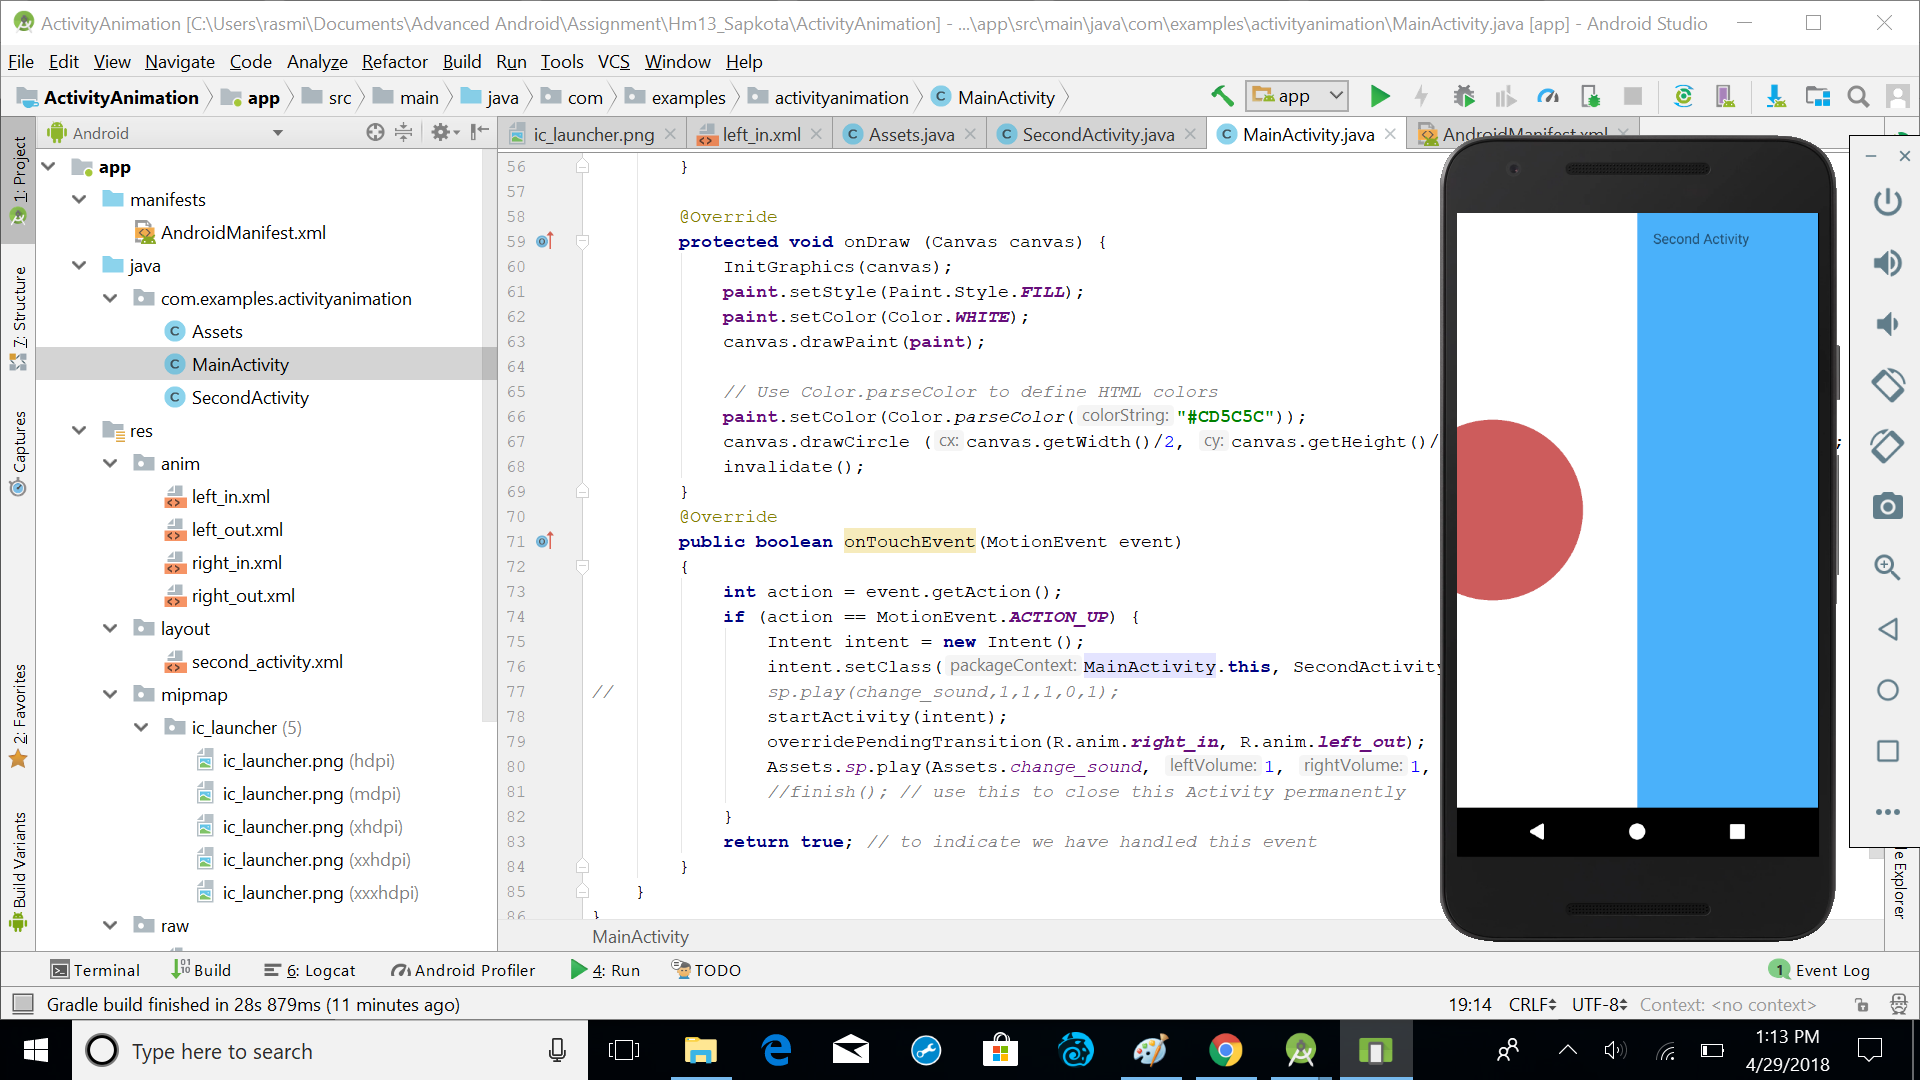 ActivityAnimation [C:\Users\rasmi\Documents\Advanced Android\Assignment\Hm13_Sapkota\ActivityAnimation] - ...\app\src\main\java\com\examples\activityanimation\MainActivity.java [app] - Android Studio
File Edit View Navigate Code Analyze Refactor Build Run Tools VCS Window Help
ActivityAnimation app src main java com examples activityanimation MainActivity app
Android
ic_launcher.png left_in.xml Assets.java SecondActivity.java MainActivity.java AndroidManifest.xml
1: Project
7: Structure
Captures
2: Favorites
Build Variants
app
manifests
AndroidManifest.xml
java
com.examples.activityanimation
Assets
MainActivity
SecondActivity
res
anim
left_in.xml
left_out.xml
right_in.xml
right_out.xml
layout
second_activity.xml
mipmap
ic_launcher (5)
ic_launcher.png (hdpi)
ic_launcher.png (mdpi)
ic_launcher.png (xhdpi)
ic_launcher.png (xxhdpi)
ic_launcher.png (xxxhdpi)
raw
56 }
57
58 @Override
59 protected void onDraw (Canvas canvas) {
60 InitGraphics(canvas);
61 paint.setStyle(Paint.Style.FILL);
62 paint.setColor(Color.WHITE);
63 canvas.drawPaint(paint);
64
65 // Use Color.parseColor to define HTML colors
66 paint.setColor(Color.parseColor( colorString: "#CD5C5C"));
67 canvas.drawCircle ( cx: canvas.getWidth()/2, cy: canvas.getHeight()/ ;
68 invalidate();
69 }
70 @Override
71 public boolean onTouchEvent(MotionEvent event)
72 {
73 int action = event.getAction();
74 if (action == MotionEvent.ACTION_UP) {
75 Intent intent = new Intent();
76 intent.setClass( packageContext: MainActivity.this, SecondActivity
77 // sp.play(change_sound,1,1,1,0,1);
78 startActivity(intent);
79 overridePendingTransition(R.anim.right_in, R.anim.left_out);
80 Assets.sp.play(Assets.change_sound, leftVolume: 1, rightVolume: 1,
81 //finish(); // use this to close this Activity permanently
82 }
83 return true; // to indicate we have handled this event
84 }
85 }
86 }
MainActivity
Second Activity
e Explorer
Terminal Build 6: Logcat Android Profiler 4: Run TODO 1 Event Log
Gradle build finished in 28s 879ms (11 minutes ago) 19:14 CRLF UTF-8 Context: <no context>
Type here to search
1:13 PM
4/29/2018